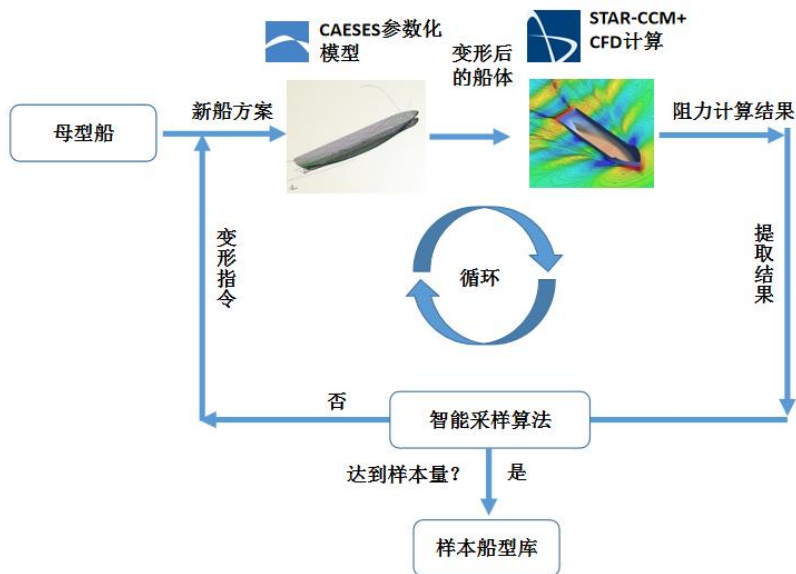 CAESES参数化
模型
变形后
的船体
STAR-CCM+
CFD计算
母型船
新船方案
阻力计算结果
变形指令
循环
提取结果
否
智能采样算法
达到样本量?
是
样本船型库